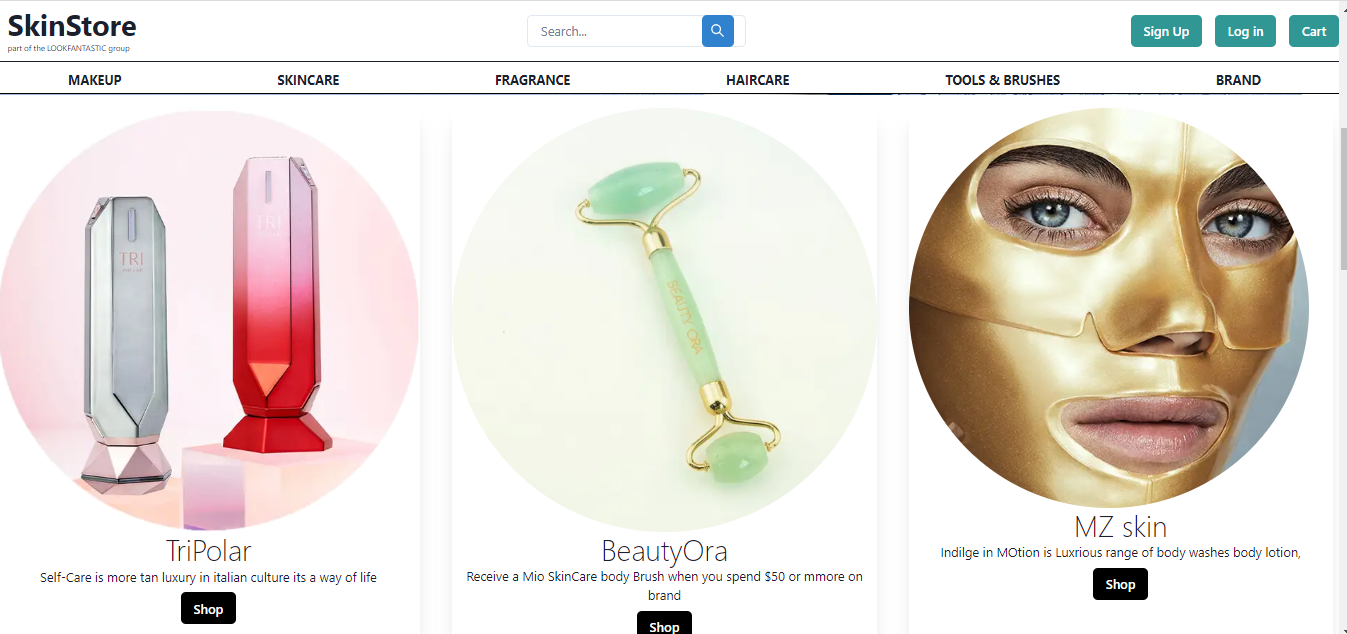 SkinStore
part of the LOOKFANTASTIC group
Search...
Sign Up
Log in
Cart
MAKEUP
SKINCARE
FRAGRANCE
HAIRCARE
TOOLS & BRUSHES
BRAND
TRI
TRI
BEAUTY ORA
TriPolar
Self-Care is more tan luxury in italian culture its a way of life
Shop
BeautyOra
Receive a Mio SkinCare body Brush when you spend $50 or mmore on
brand
Shop
MZ skin
Indilge in MOtion is Luxrious range of body washes body lotion,
Shop